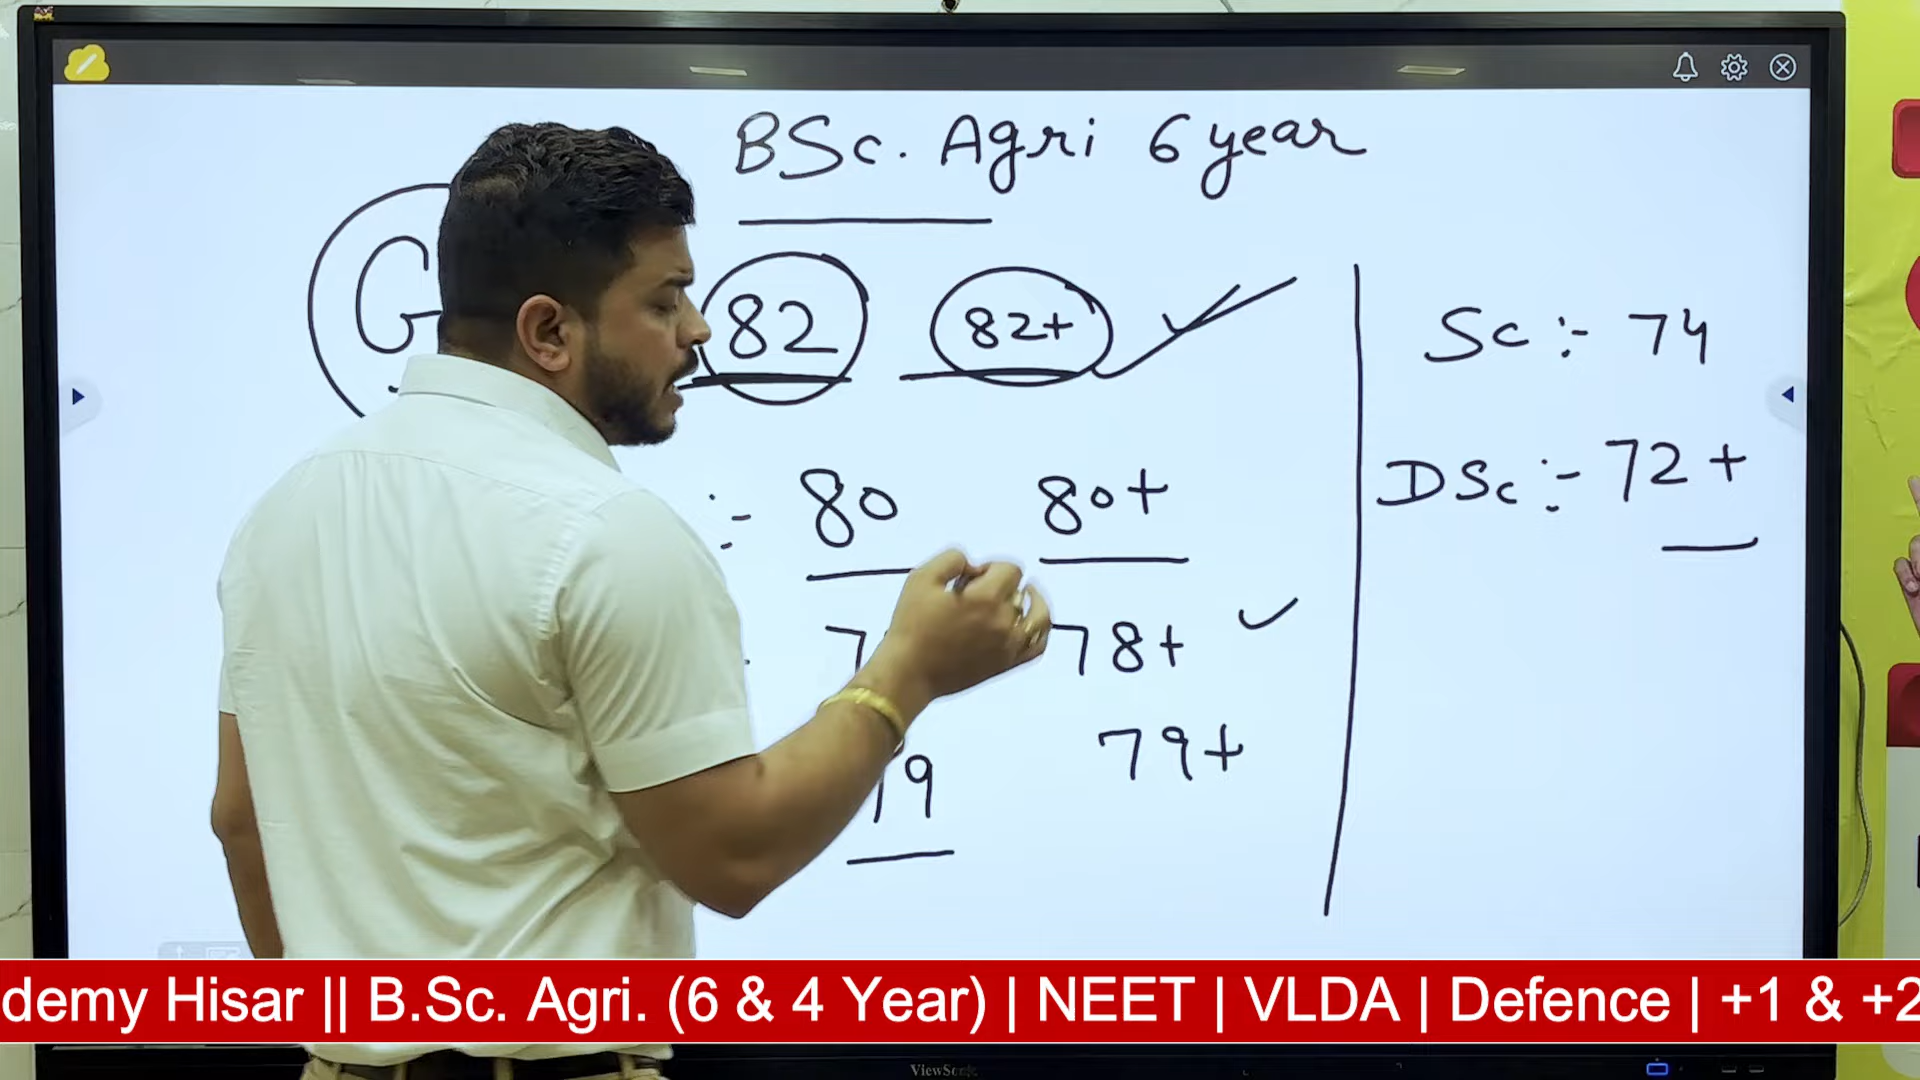 BSc. Agri 6 year
G 82 82+
:- 80 80+
78+
79 79+
Sc :- 74
DSc :- 72+
demy Hisar || B.Sc. Agri. (6 & 4 Year) | NEET | VLDA | Defence | +1 & +2
ViewSonic